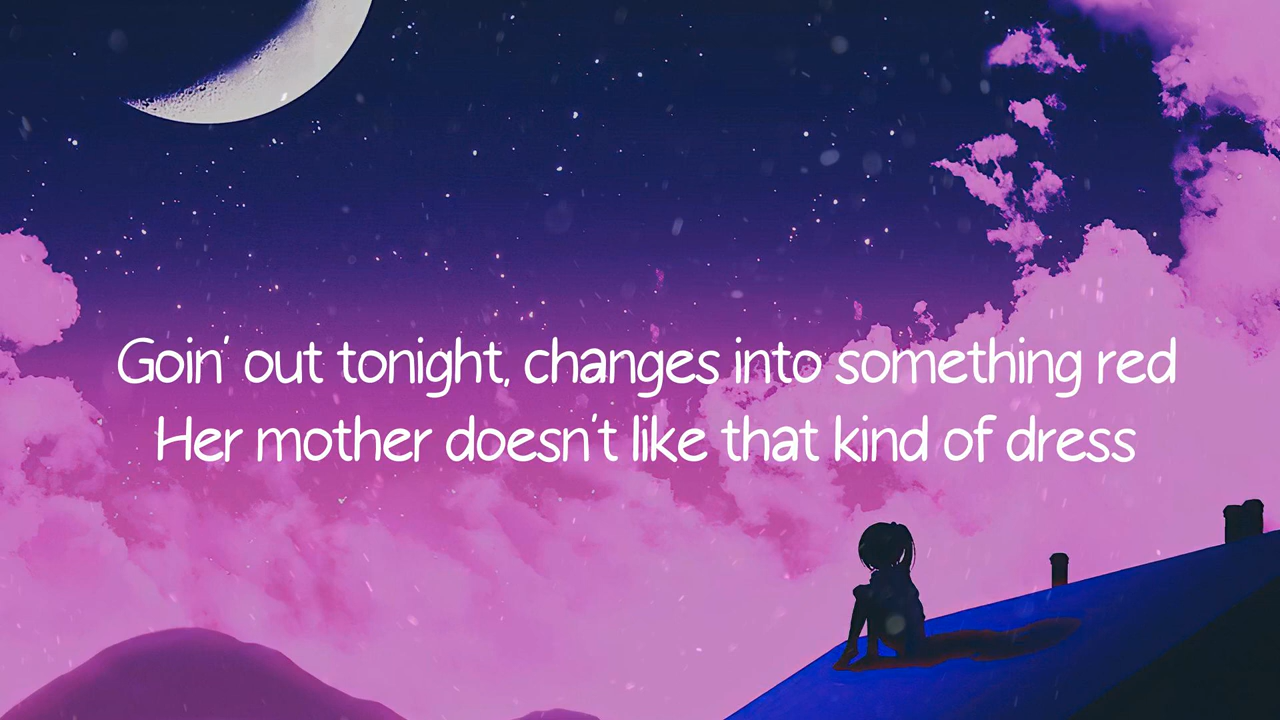 Goin' out tonight, changes into something red
Her mother doesn't like that kind of dress